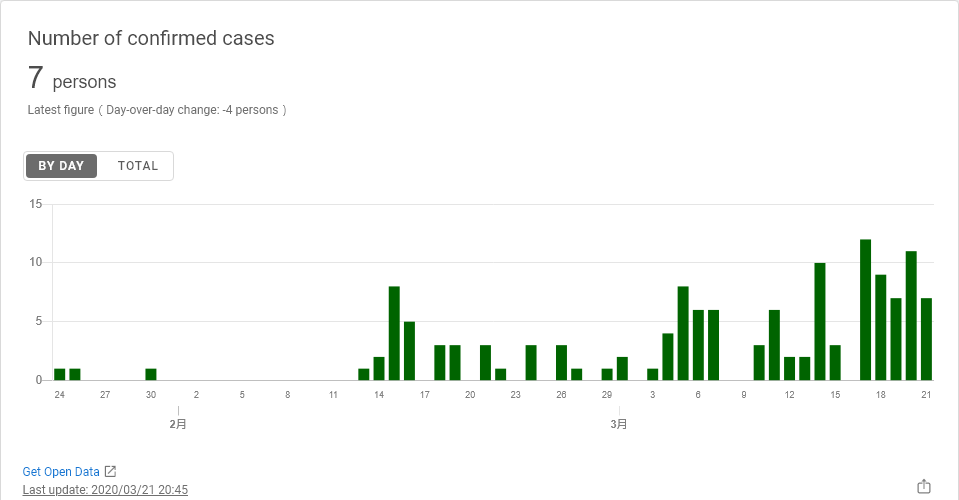 Number of confirmed cases
7 persons
Latest figure ( Day-over-day change: -4 persons )
BY DAY TOTAL
15
10
5
0
24 27 30 2 5 8 11 14 17 20 23 26 29 3 6 9 12 15 18 21
2月 3月
Get Open Data
Last update: 2020/03/21 20:45